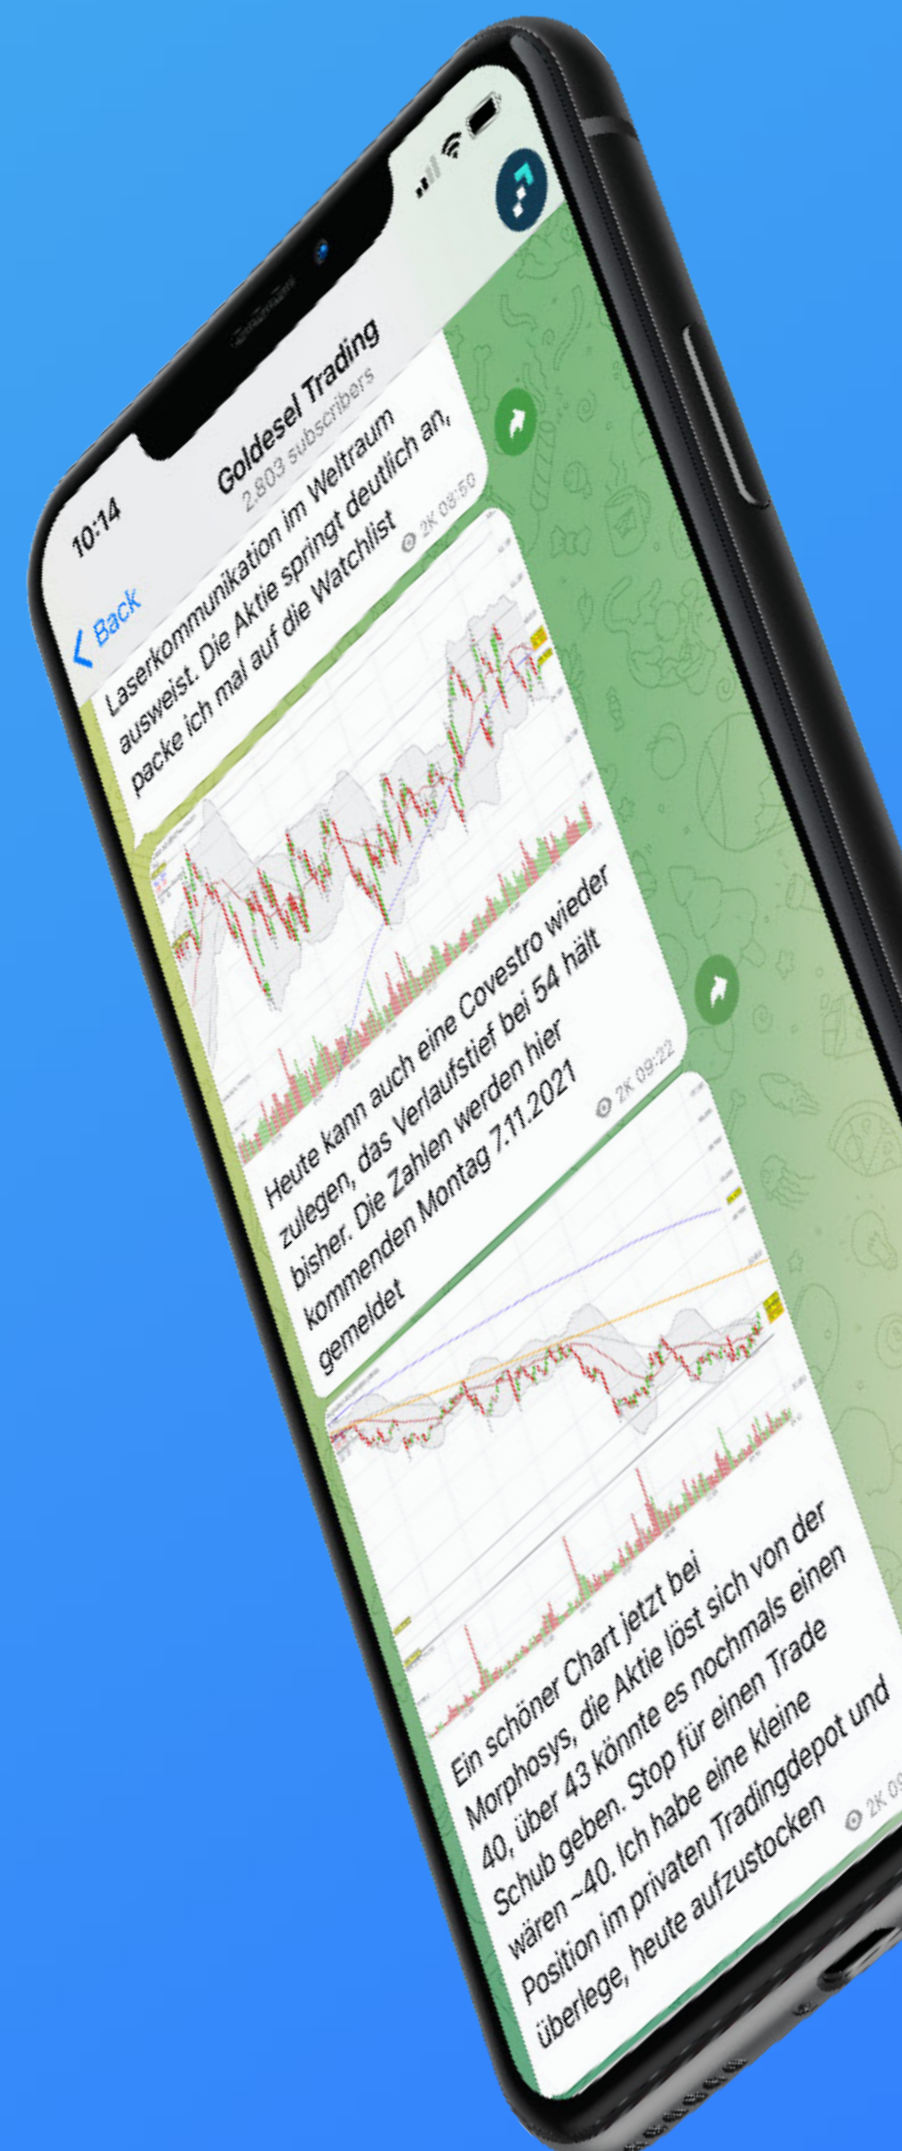 10:14
Back
Goldesel Trading
2,803 subscribers
Laserkommunikation im Weltraum
ausweist. Die Aktie springt deutlich an,
packe ich mal auf die Watchlist
2K 08:50
Heute kann auch eine Covestro wieder
zulegen, das Verlaufstief bei 54 hält
bisher. Die Zahlen werden hier
kommenden Montag 7.11.2021
gemeldet
2K 09:22
Ein schöner Chart jetzt bei
Morphosys, die Aktie löst sich von der
40, über 43 könnte es nochmals einen
Schub geben. Stop für einen Trade
wären ~40. Ich habe eine kleine
Position im privaten Tradingdepot und
überlege, heute aufzustocken
2K 09